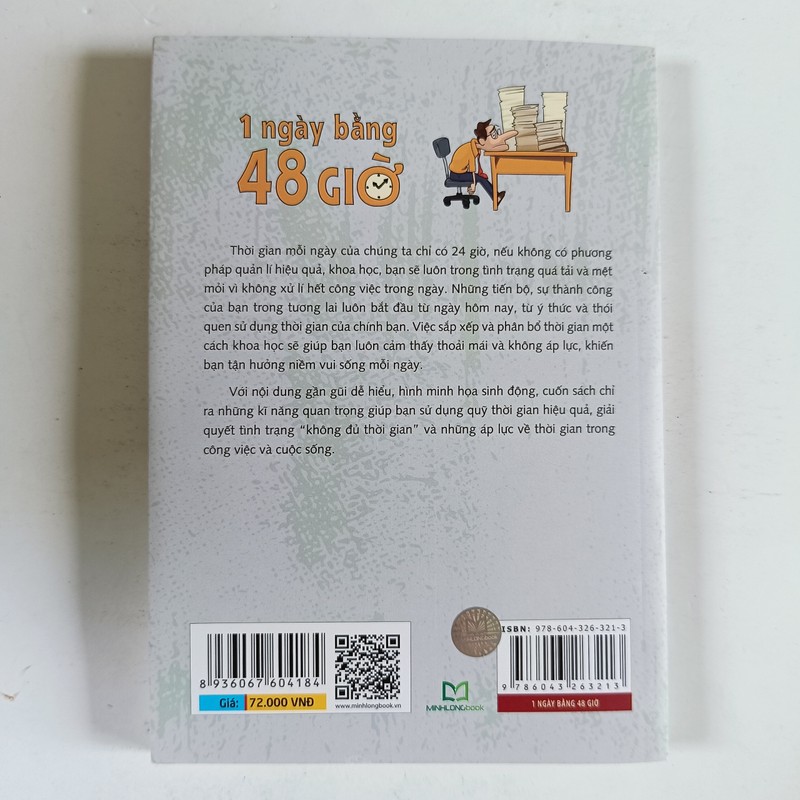 1 ngày bằng
48 GIỜ
Thời gian mỗi ngày của chúng ta chỉ có 24 giờ, nếu không có phương
pháp quản lí hiệu quả, khoa học, bạn sẽ luôn trong tình trạng quá tải và mệt
mỏi vì không xử lí hết công việc trong ngày. Những tiến bộ, sự thành công
của bạn trong tương lai luôn bắt đầu từ ngày hôm nay, từ ý thức và thói
quen sử dụng thời gian của chính bạn. Việc sắp xếp và phân bổ thời gian một
cách khoa học sẽ giúp bạn luôn cảm thấy thoải mái và không áp lực, khiến
bạn tận hưởng niềm vui sống mỗi ngày.
Với nội dung gần gũi dễ hiểu, hình minh họa sinh động, cuốn sách chỉ
ra những kĩ năng quan trọng giúp bạn sử dụng quỹ thời gian hiệu quả, giải
quyết tình trạng “không đủ thời gian” và những áp lực về thời gian trong
công việc và cuộc sống.
8 936067 604184
Giá: 72.000 VNĐ
www.minhlongbook.vn
MINHLONGbook
ISBN: 978-604-326-321-3
9 786043 263213
1 NGÀY BẰNG 48 GIỜ